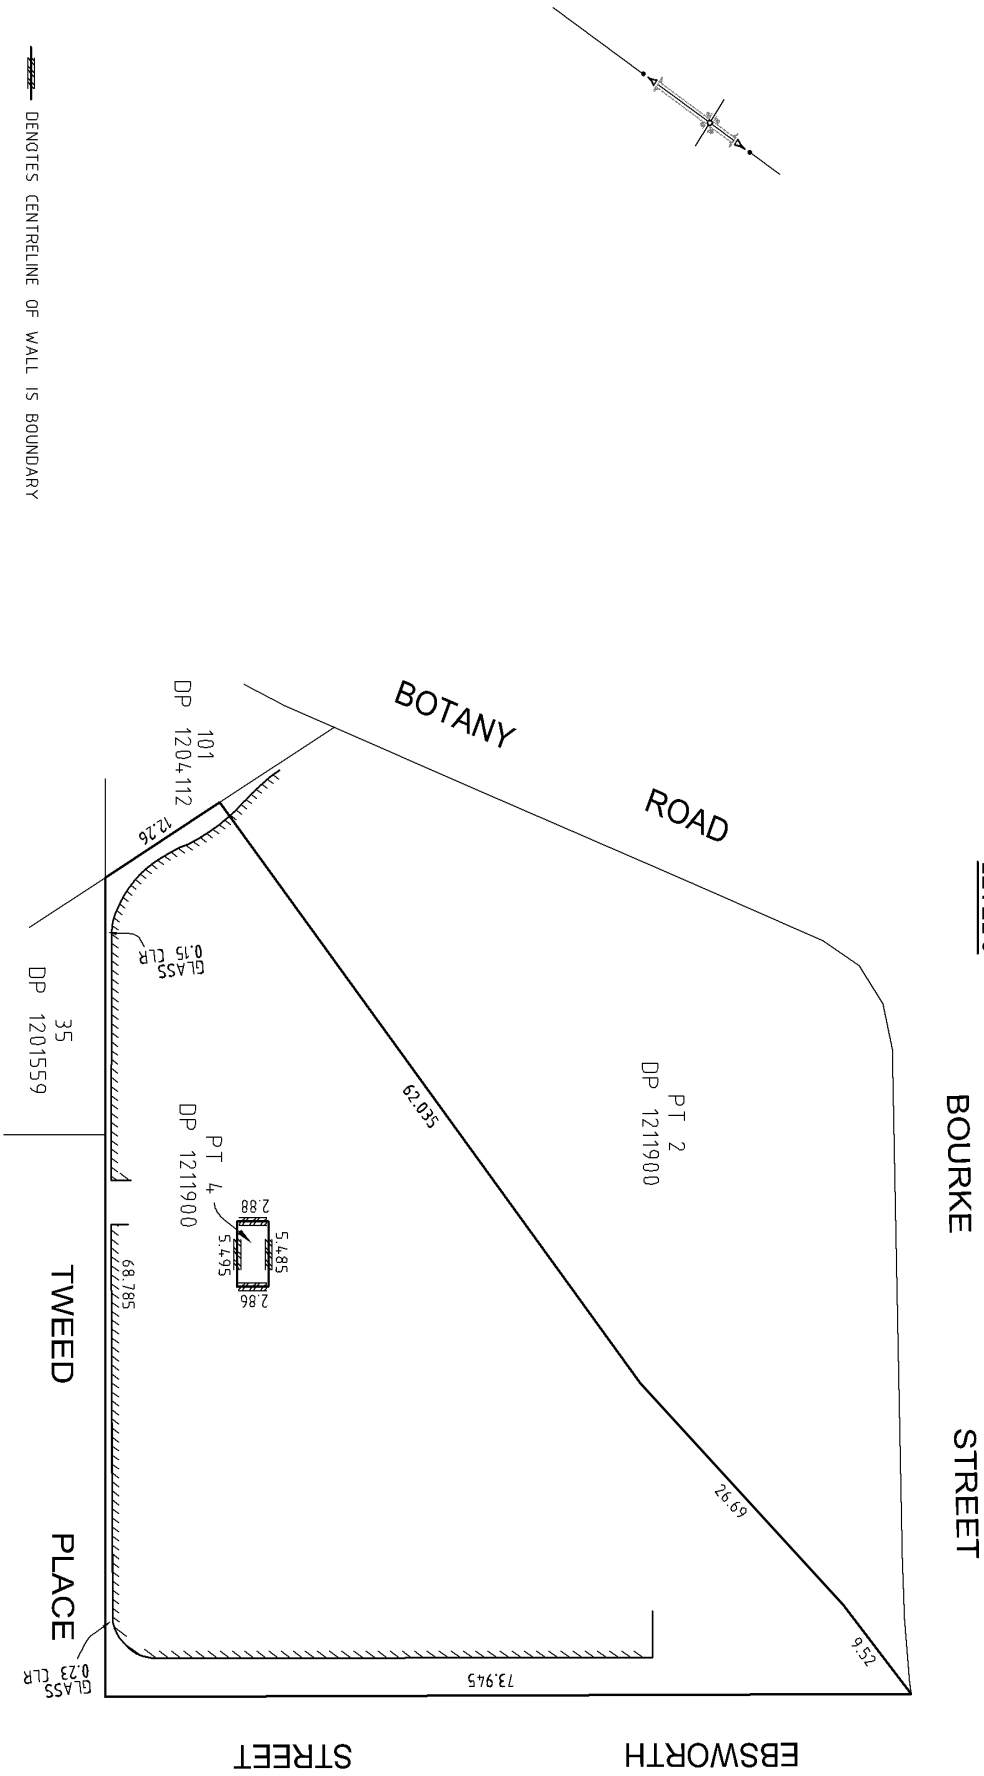 DENOTES CENTRELINE OF WALL IS BOUNDARY
BOTANY ROAD
BOURKE STREET
EBSWORTH STREET
TWEED PLACE
101
DP 1204112
12.26
GLASS CLR
0.15
35
DP 1201559
62.035
PT 2
DP 1211900
PT 4
DP 1211900
2.88
5.485
5.495
2.86
68.785
26.69
9.52
73.945
GLASS CLR
0.23